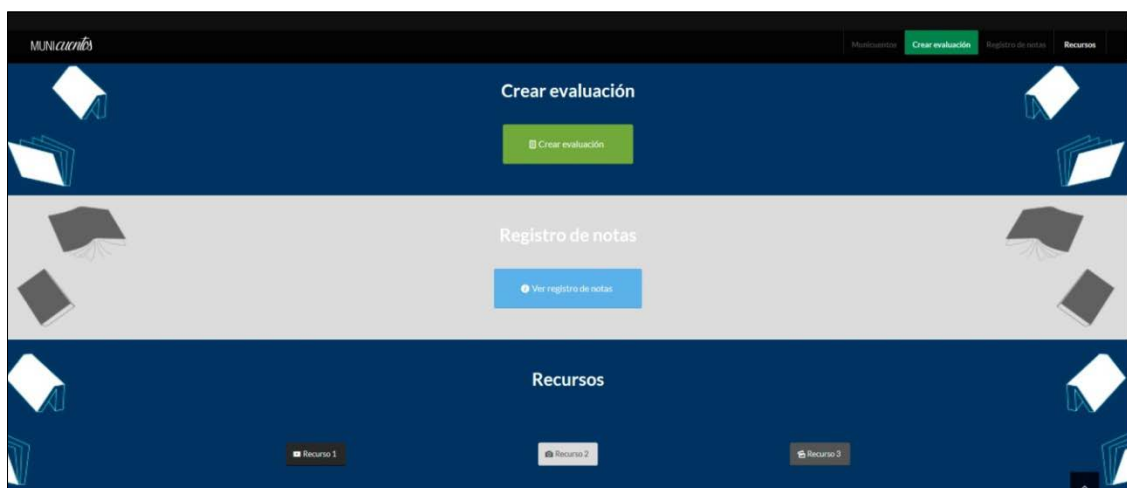 MUNICUENTOS
Municuentos Crear evaluación Registro de notas Recursos
Crear evaluación
Crear evaluación
Registro de notas
Ver registro de notas
Recursos
Recurso 1 Recurso 2 Recurso 3